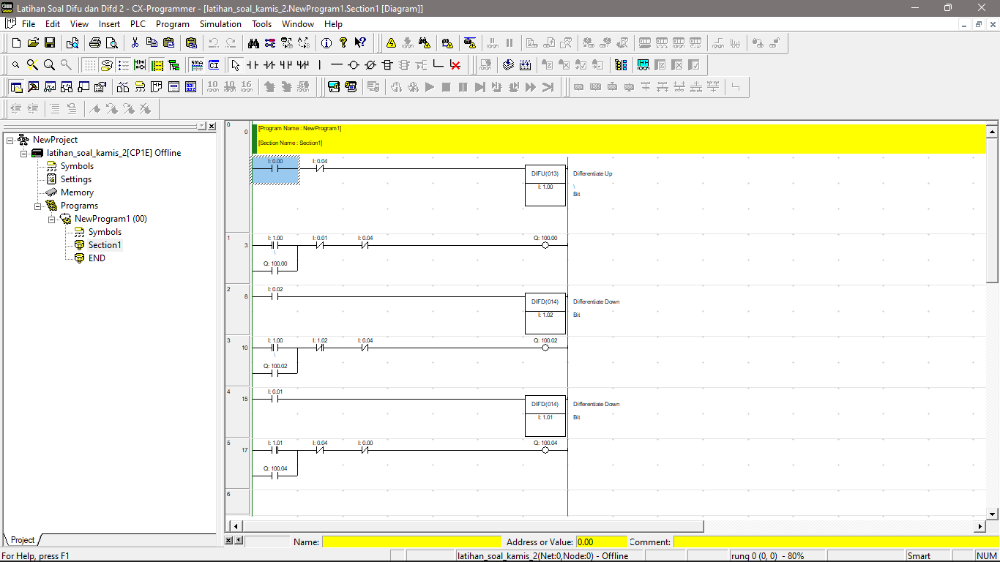 Latihan Soal Difu dan Difd 2 - CX-Programmer - [latihan_soal_kamis_2.NewProgram1.Section1 [Diagram]]
File Edit View Insert PLC Program Simulation Tools Window Help
SMA
CI
10 10 16
NewProject
latihan_soal_kamis_2[CP1E] Offline
Symbols
Settings
Memory
Programs
NewProgram1 (00)
Symbols
Section1
END
Project
0
0
[Program Name : NewProgram1]
[Section Name : Section1]
I: 0.00 I: 0.04
DIFU(013) Differentiate Up
I: 1.00 Bit
1
3
I: 1.00 I: 0.01 I: 0.04 Q: 100.00
Q: 100.00
2
8
I: 0.02
DIFD(014) Differentiate Down
I: 1.02 Bit
3
10
I: 1.00 I: 1.02 I: 0.04 Q: 100.02
Q: 100.02
4
15
I: 0.01
DIFD(014) Differentiate Down
I: 1.01 Bit
5
17
I: 1.01 I: 0.04 I: 0.00 Q: 100.04
Q: 100.04
6
Name: Address or Value: 0.00 Comment:
For Help, press F1 latihan_soal_kamis_2(Net:0,Node:0) - Offline rung 0 (0, 0) - 80% Smart NUM